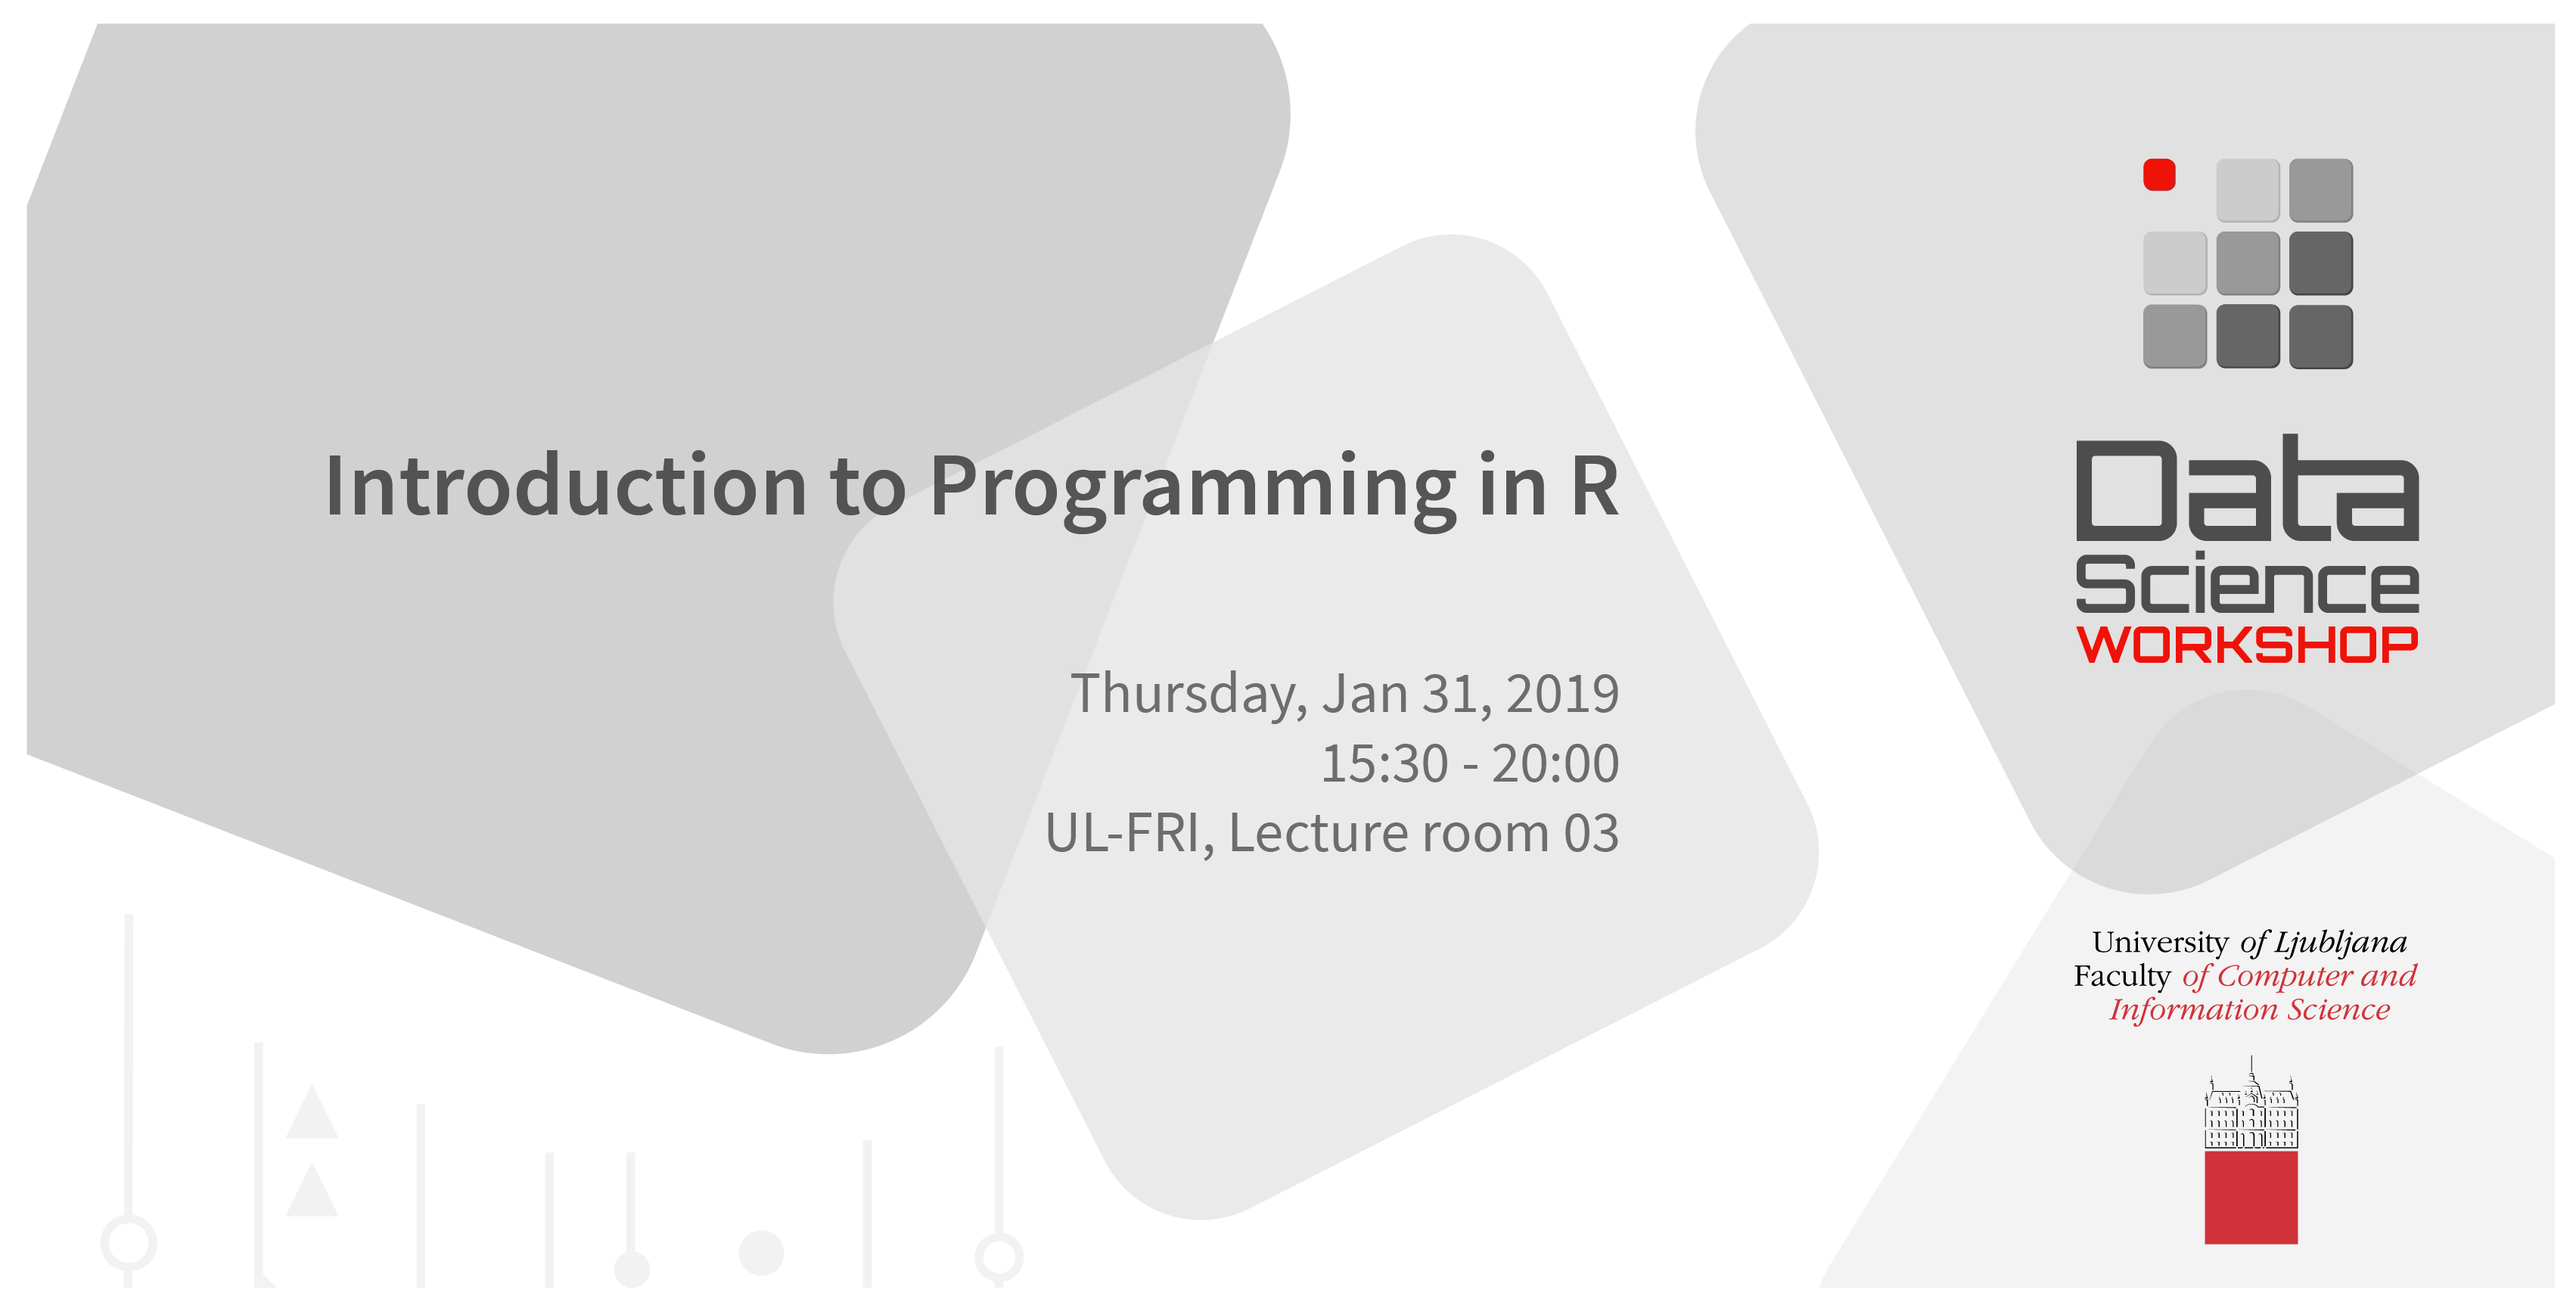 Introduction to Programming in R
Thursday, Jan 31, 2019
15:30 - 20:00
UL-FRI, Lecture room 03
Data
Science
WORKSHOP
University of Ljubljana
Faculty of Computer and
Information Science